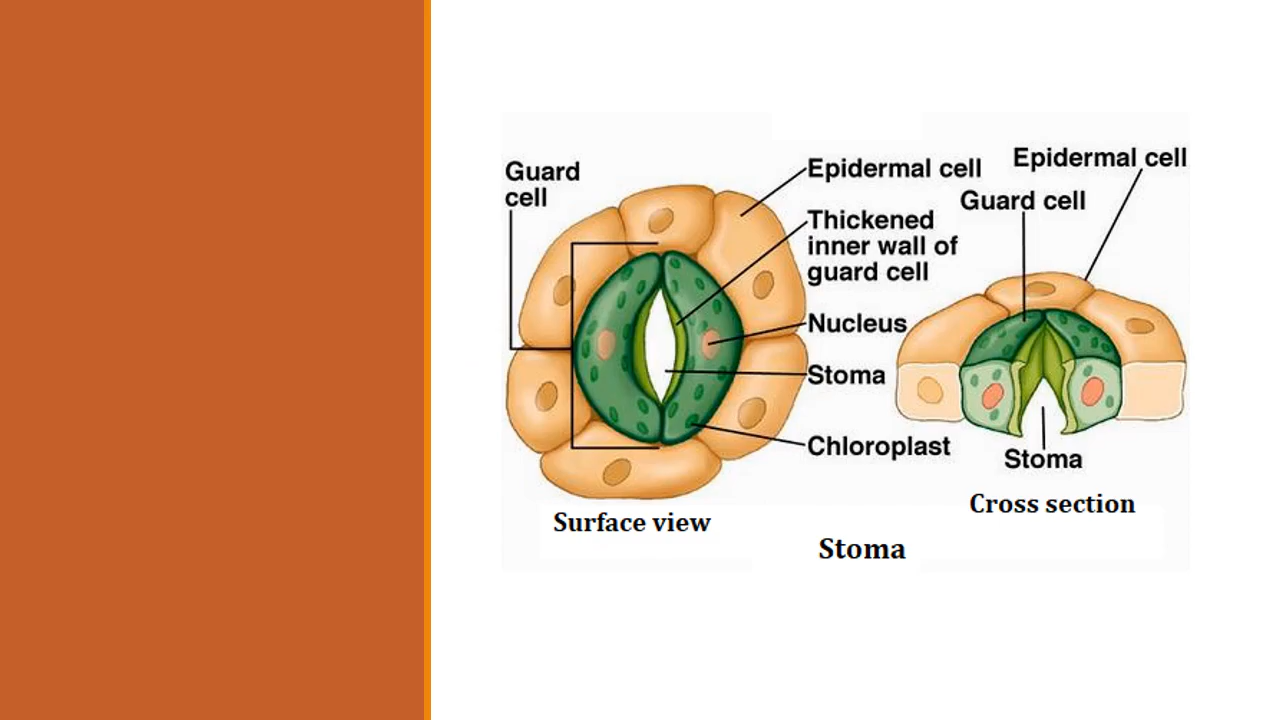 Guard
cell
Epidermal cell
Thickened
inner wall of
guard cell
Nucleus
Stoma
Chloroplast
Surface view
Epidermal cell
Guard cell
Stoma
Cross section
Stoma